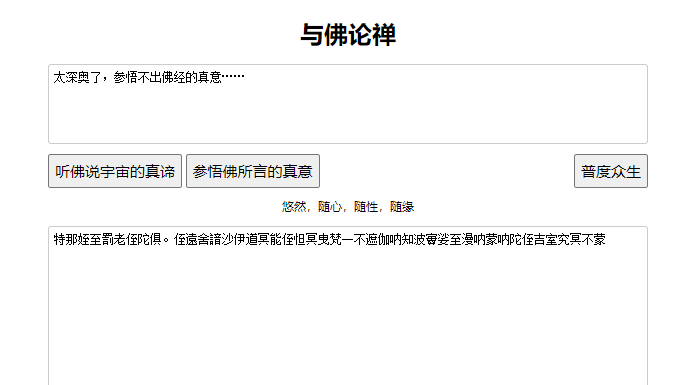 与佛论禅
太深奥了，参悟不出佛经的真意……
听佛说宇宙的真谛 参悟佛所言的真意 普度众生
悠然，随心，随性，随缘
特那姪至罰老侄陀俱。侄遠舍諳沙伊道冥能侄怛冥曳梵一不遮伽呐知波睿娑至漫呐蒙呐陀侄吉室究冥不蒙